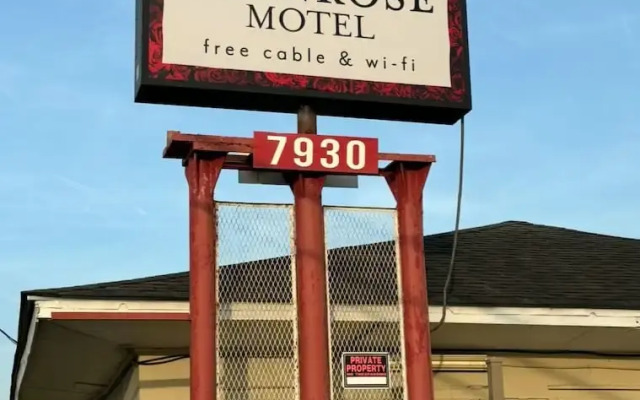 MOTEL
free cable & wi-fi
7930
PRIVATE
PROPERTY